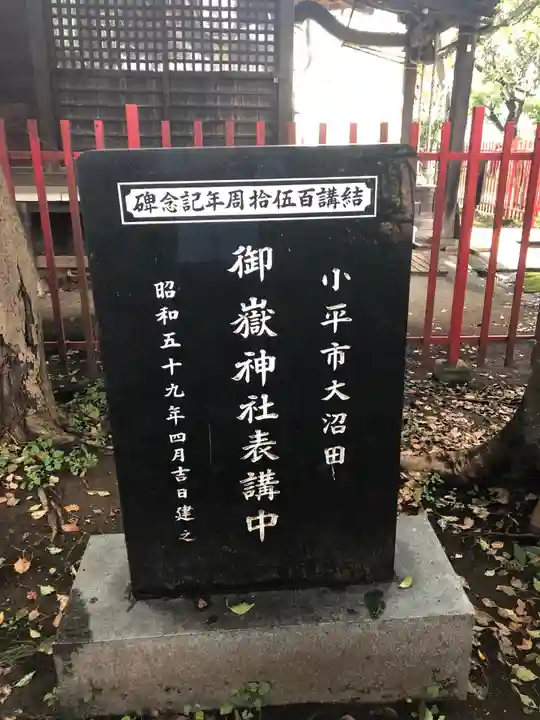 結講百伍拾周年記念碑
小平市大沼田
御嶽神社表講中
昭和五十九年四月吉日建之